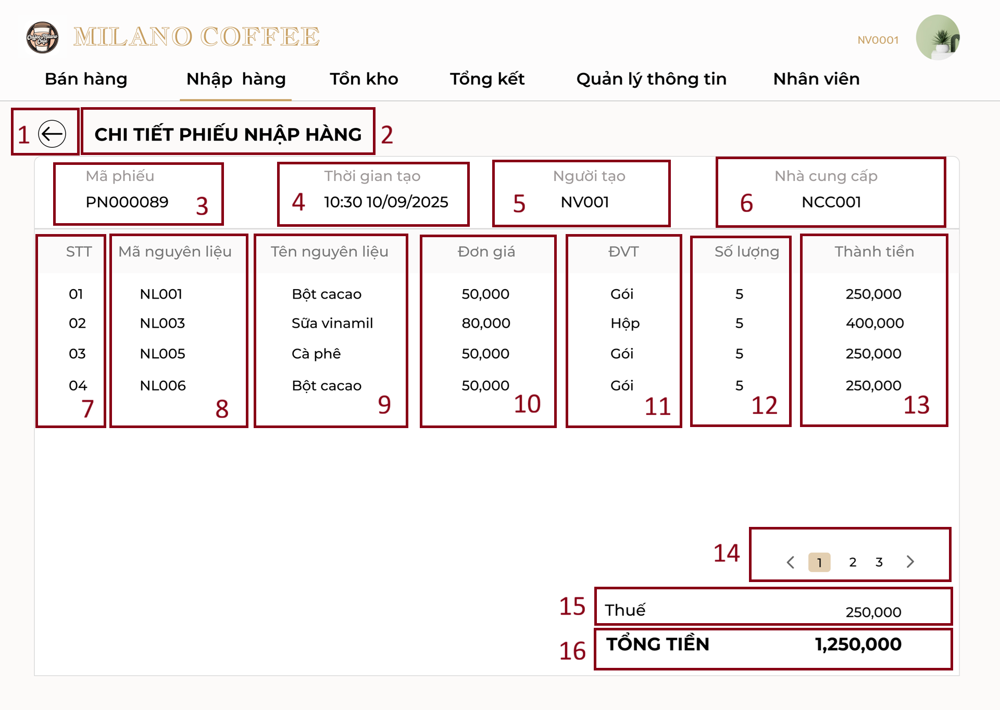 Coffee Milano
Cafe
MILANO COFFEE
NV0001
Bán hàng Nhập hàng Tồn kho Tổng kết Quản lý thông tin Nhân viên
1 CHI TIẾT PHIẾU NHẬP HÀNG 2
Mã phiếu Thời gian tạo Người tạo Nhà cung cấp
PN000089 3 4 10:30 10/09/2025 5 NV001 6 NCC001
STT Mã nguyên liệu Tên nguyên liệu Đơn giá ĐVT Số lượng Thành tiền
01 NL001 Bột cacao 50,000 Gói 5 250,000
02 NL003 Sữa vinamil 80,000 Hộp 5 400,000
03 NL005 Cà phê 50,000 Gói 5 250,000
04 NL006 Bột cacao 50,000 Gói 5 250,000
7 8 9 10 11 12 13
14 1 2 3
15 Thuế 250,000
16 TỔNG TIỀN 1,250,000